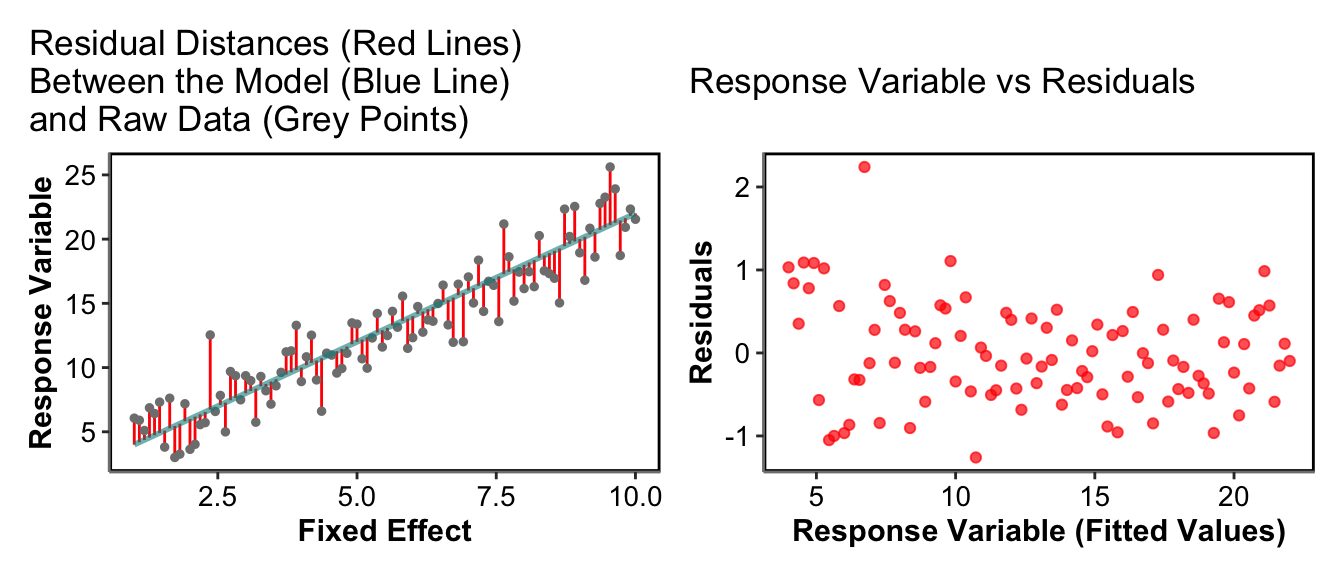 Residual Distances (Red Lines)
Between the Model (Blue Line)
and Raw Data (Grey Points)
Response Variable
25
20
15
10
5
2.5
5.0
7.5
10.0
Fixed Effect
Response Variable vs Residuals
Residuals
2
1
0
-1
5
10
15
20
Response Variable (Fitted Values)